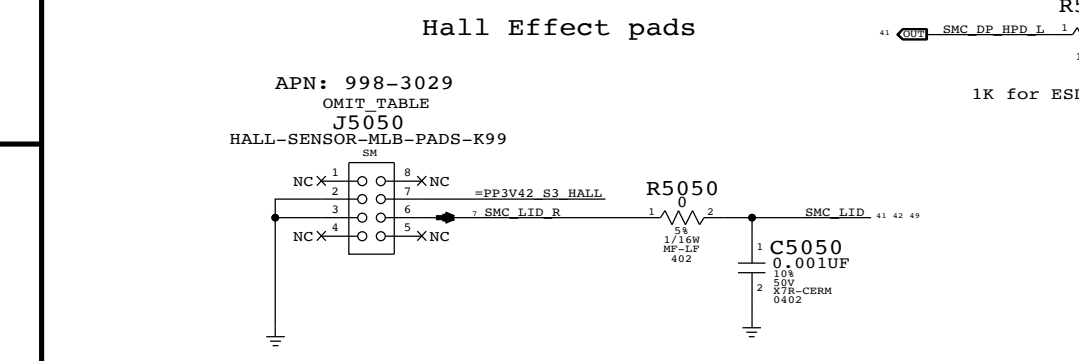 Hall Effect pads
R5
41 OUT SMC_DP_HPD_L 1
1K for ESD
APN: 998-3029
OMIT_TABLE
J5050
HALL-SENSOR-MLB-PADS-K99
SM
NC 1 8 NC
2 7 =PP3V42_S3_HALL
3 6 7 SMC_LID_R
NC 4 5 NC
R5050
0
1 2
5%
1/16W
MF-LF
402
SMC_LID 41 42 49
1 C5050
0.001UF
10%
50V
2 X7R-CERM
0402